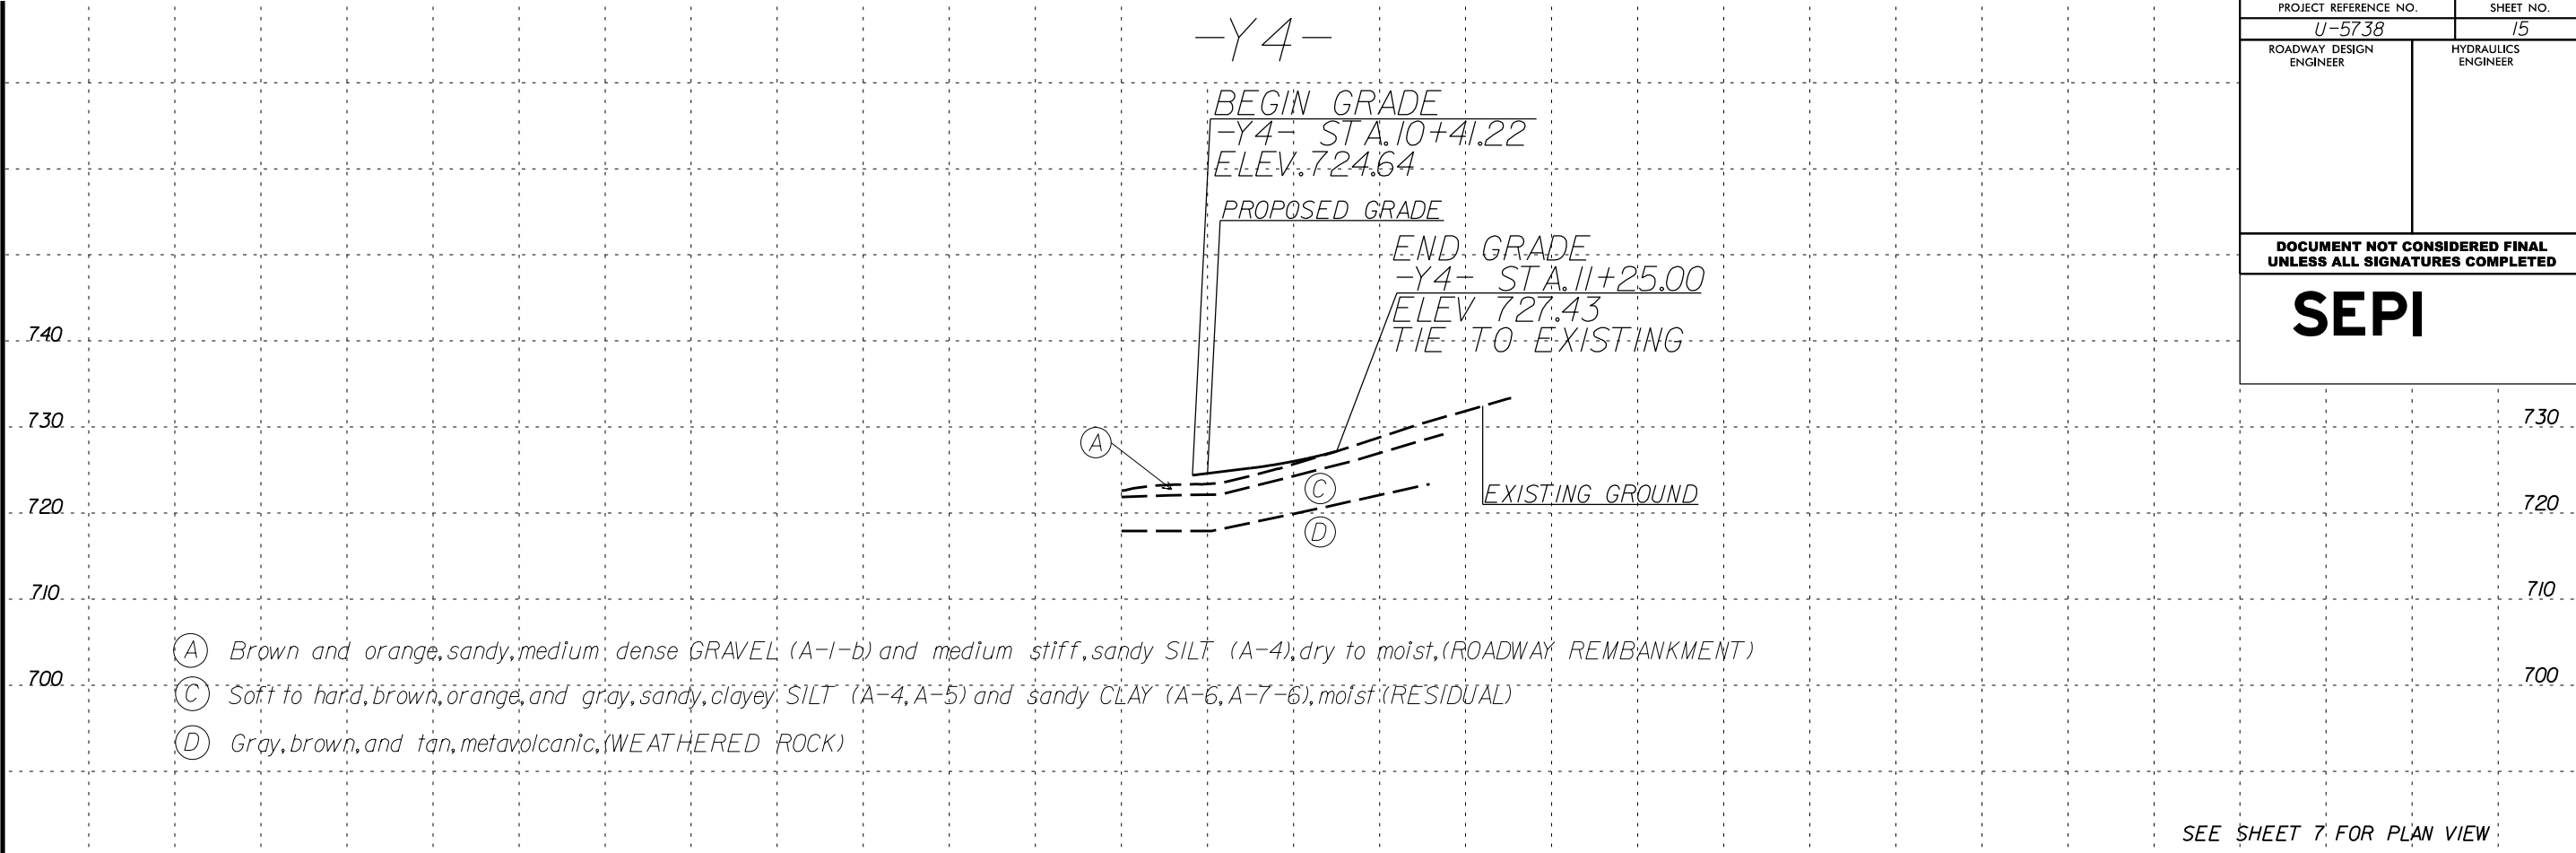 PROJECT REFERENCE NO. SHEET NO.
U-5738 15
ROADWAY DESIGN ENGINEER
HYDRAULICS ENGINEER
DOCUMENT NOT CONSIDERED FINAL
UNLESS ALL SIGNATURES COMPLETED
SEPI
-Y4-
BEGIN GRADE
-Y4- STA.10+41.22
ELEV.724.64
PROPOSED GRADE
END GRADE
-Y4- STA.11+25.00
ELEV 727.43
TIE TO EXISTING
740
730 730
A
C
EXISTING GROUND
720 720
D
710 710
A Brown and orange,sandy,medium dense GRAVEL (A-1-b) and medium stiff,sandy SILT (A-4),dry to moist,(ROADWAY REMBANKMENT)
700 700
C Soft to hard,brown,orange,and gray,sandy,clayey SILT (A-4,A-5) and sandy CLAY (A-6,A-7-6),moist (RESIDUAL)
D Gray,brown,and tan,metavolcanic,(WEATHERED ROCK)
SEE SHEET 7 FOR PLAN VIEW